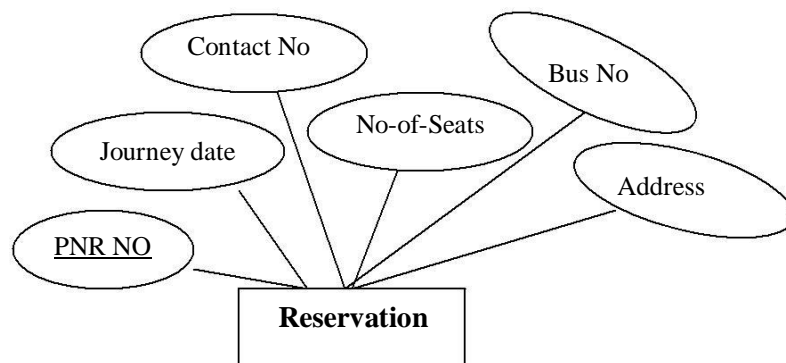 Contact No
Bus No
No-of-Seats
Journey date
Address
PNR NO
Reservation